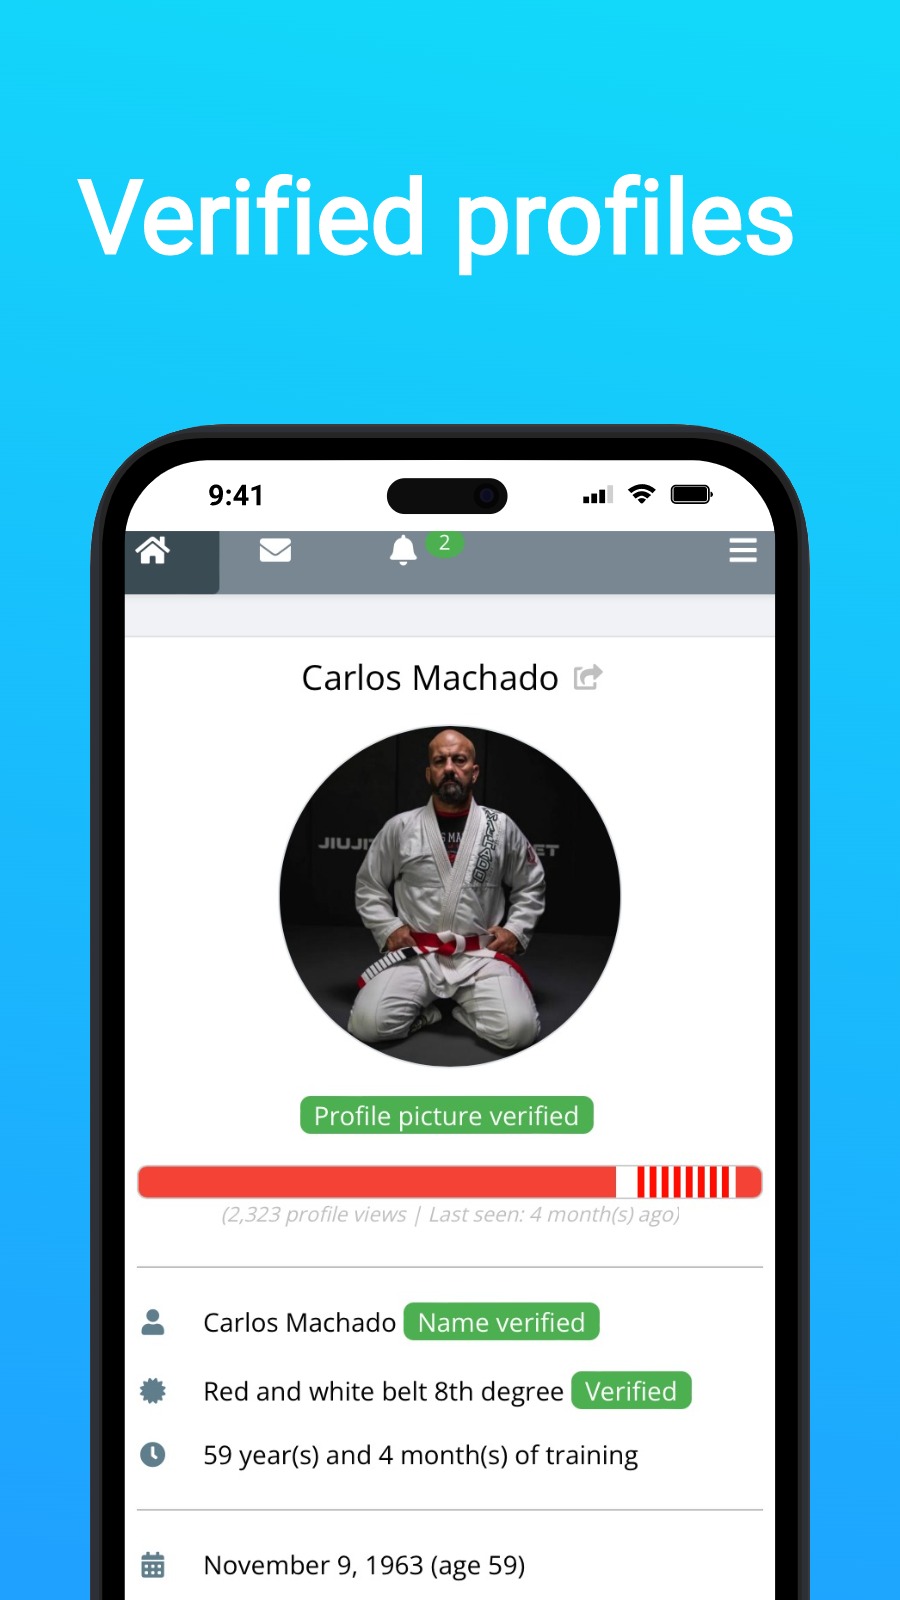 Verified profiles
9:41
2
Carlos Machado
JIUJI
ET
S MA
Profile picture verified
(2,323 profile views | Last seen: 4 month(s) ago)
Carlos Machado Name verified
Red and white belt 8th degree Verified
59 year(s) and 4 month(s) of training
November 9, 1963 (age 59)